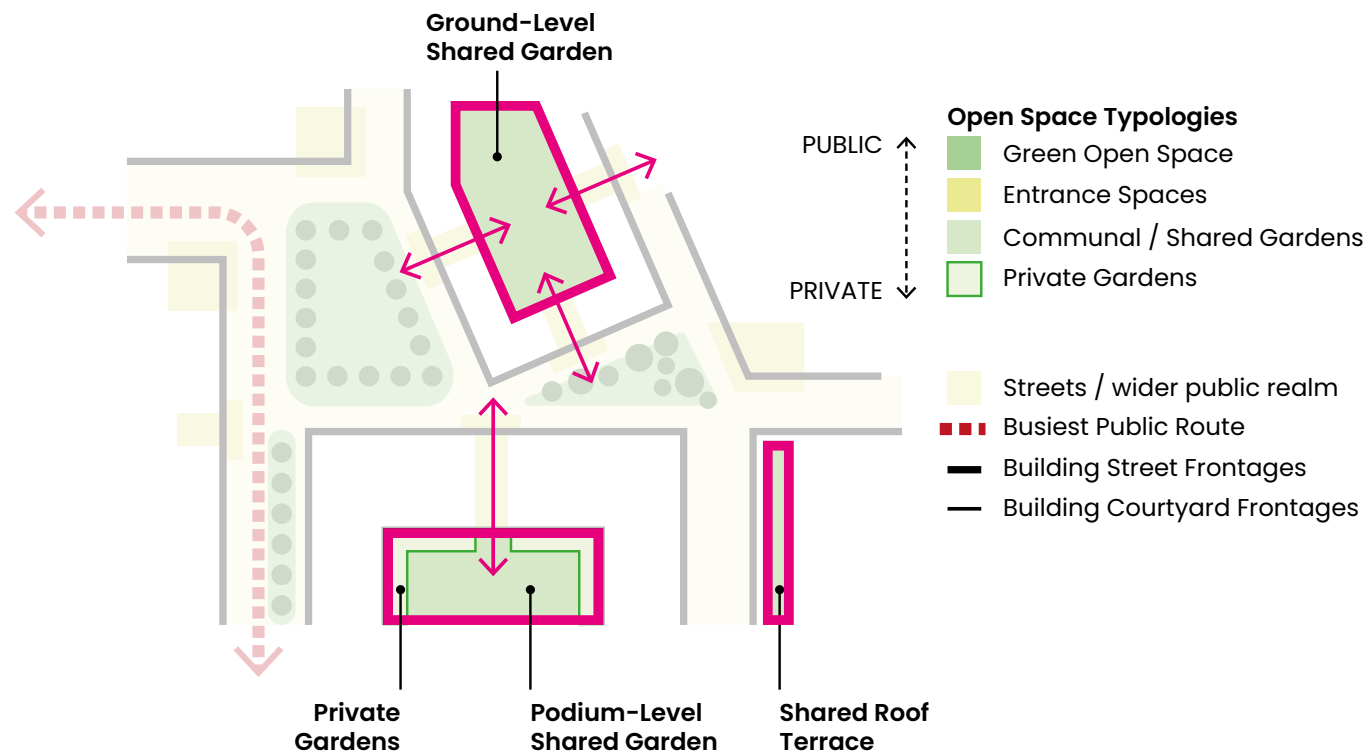 Ground-Level
Shared Garden
Open Space Typologies
PUBLIC
Green Open Space
Entrance Spaces
Communal / Shared Gardens
PRIVATE
Private Gardens
Streets / wider public realm
Busiest Public Route
Building Street Frontages
Building Courtyard Frontages
Private
Gardens
Podium-Level
Shared Garden
Shared Roof
Terrace